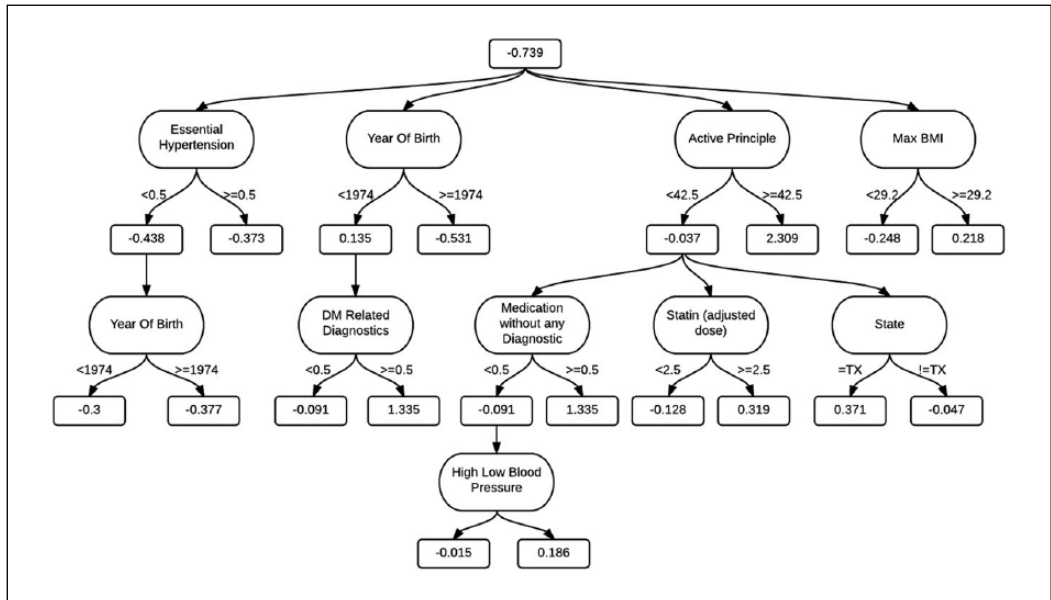 -0.739
Essential
Hypertension
Year Of Birth
Active Principle
Max BMI
<0.5
>=0.5
<1974
>=1974
<42.5
>=42.5
<29.2
>=29.2
-0.438
-0.373
0.135
-0.531
-0.037
2.309
-0.248
0.218
Year Of Birth
DM Related
Diagnostics
Medication
without any
Diagnostic
Statin (adjusted
dose)
State
<1974
>=1974
<0.5
>=0.5
<0.5
>=0.5
<2.5
>=2.5
=TX
!=TX
-0.3
-0.377
-0.091
1.335
-0.091
1.335
-0.128
0.319
0.371
-0.047
High Low Blood
Pressure
-0.015
0.186